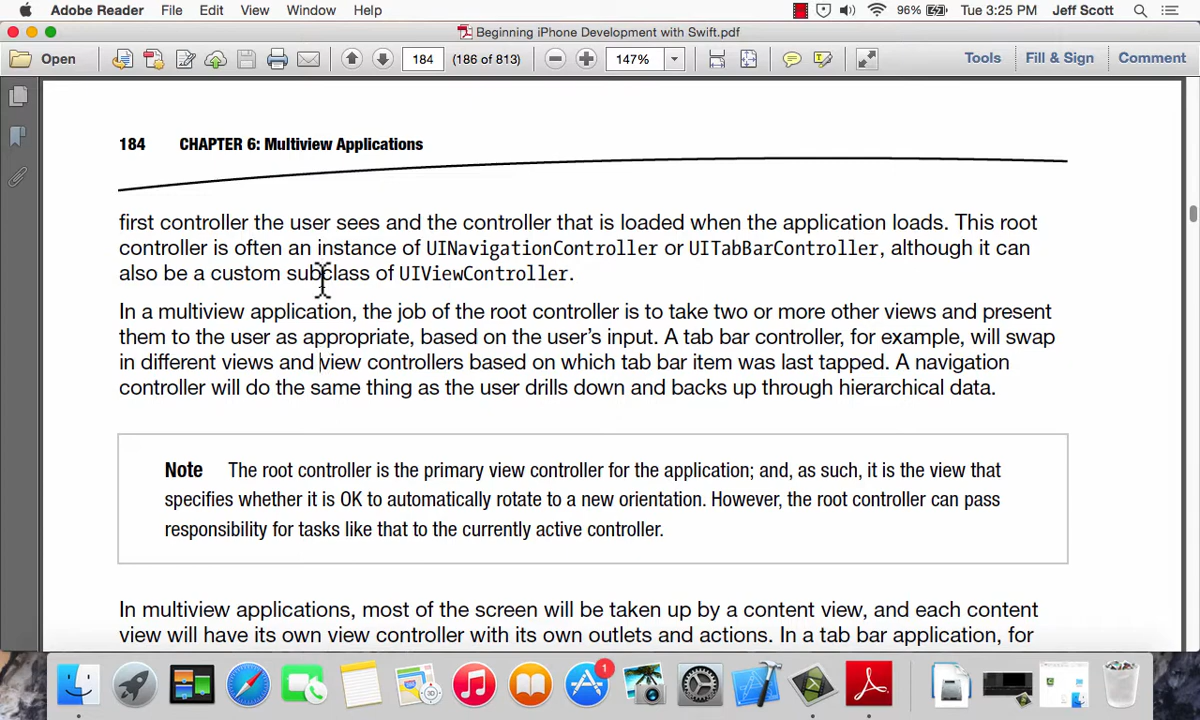 Adobe Reader File Edit View Window Help 96% Tue 3:25 PM Jeff Scott
Beginning iPhone Development with Swift.pdf
Open 184 (186 of 813) 147% Tools Fill & Sign Comment
184 CHAPTER 6: Multiview Applications
first controller the user sees and the controller that is loaded when the application loads. This root
controller is often an instance of UINavigationController or UITabBarController, although it can
also be a custom subclass of UIViewController.
In a multiview application, the job of the root controller is to take two or more other views and present
them to the user as appropriate, based on the user’s input. A tab bar controller, for example, will swap
in different views and view controllers based on which tab bar item was last tapped. A navigation
controller will do the same thing as the user drills down and backs up through hierarchical data.
Note The root controller is the primary view controller for the application; and, as such, it is the view that
specifies whether it is OK to automatically rotate to a new orientation. However, the root controller can pass
responsibility for tasks like that to the currently active controller.
In multiview applications, most of the screen will be taken up by a content view, and each content
view will have its own view controller with its own outlets and actions. In a tab bar application, for
1